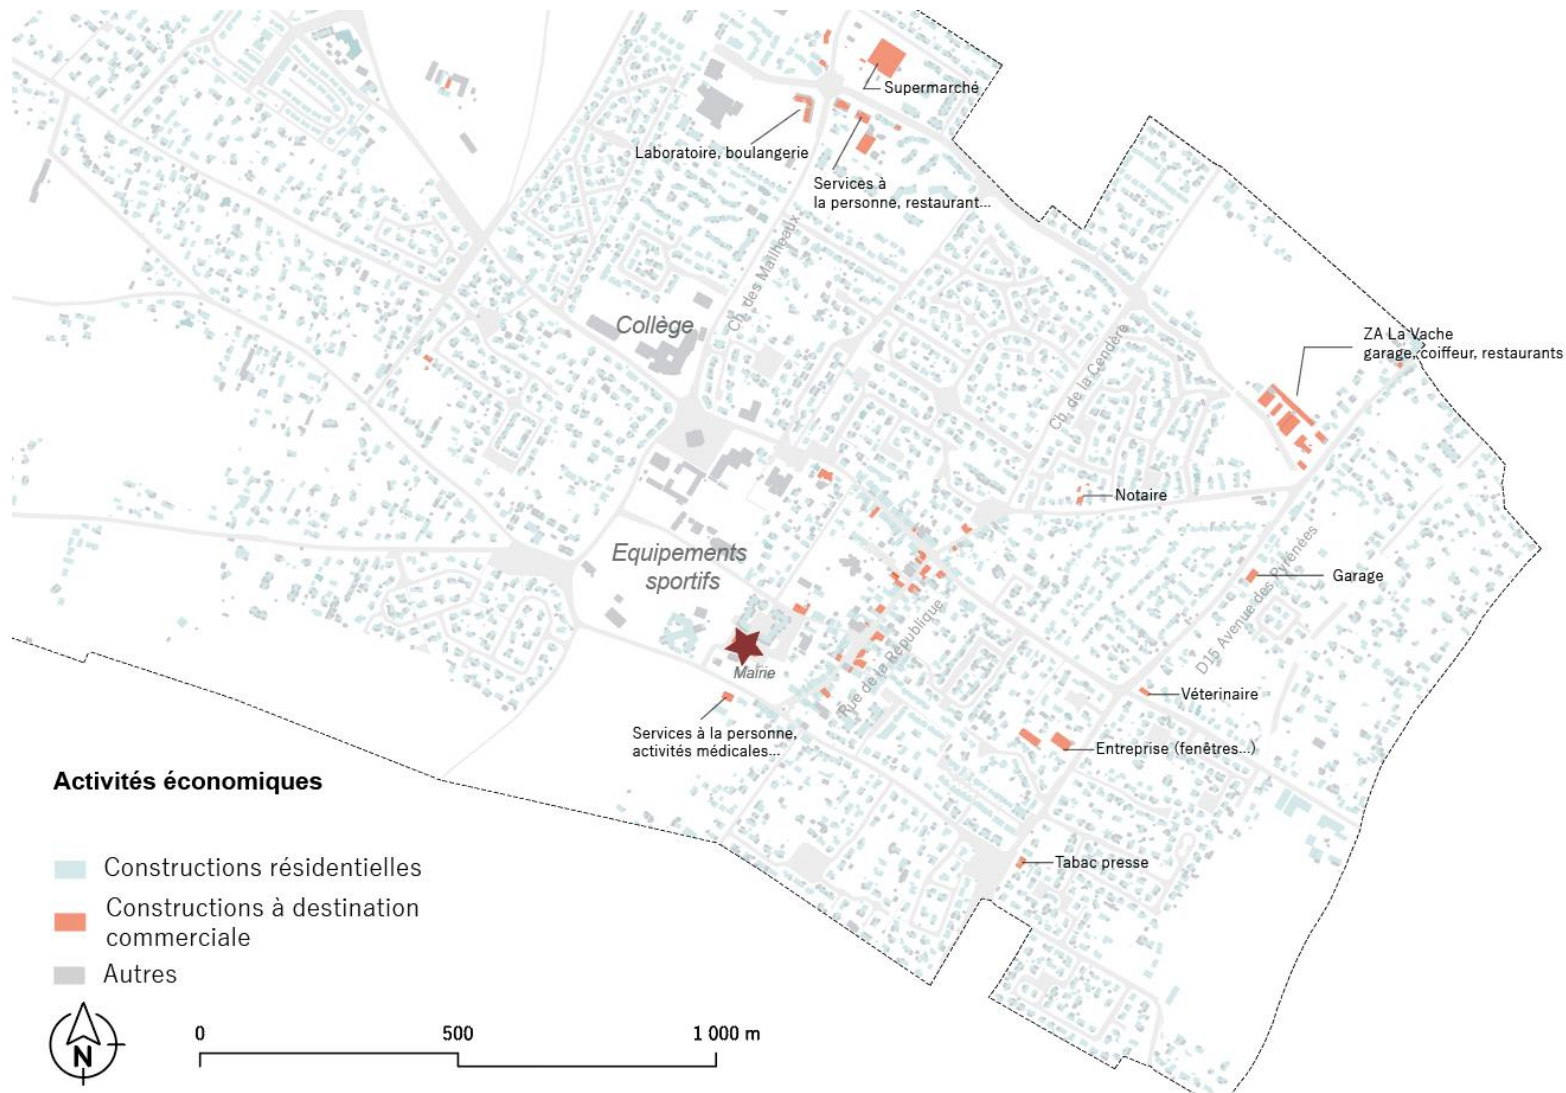 Supermarché
Laboratoire, boulangerie
Services à
la personne, restaurant...
Ch. des Mailheaux
Collège
Ch. de la Cendère
ZA La Vache
garage, coiffeur, restaurants
Notaire
Equipements
sportifs
Garage
D15 Avenue des Pyrénées
Rue de la République
Mairie
Véterinaire
Services à la personne,
activités médicales...
Entreprise (fenêtres...)
Tabac presse
Activités économiques
Constructions résidentielles
Constructions à destination
commerciale
Autres
N
0 500 1 000 m